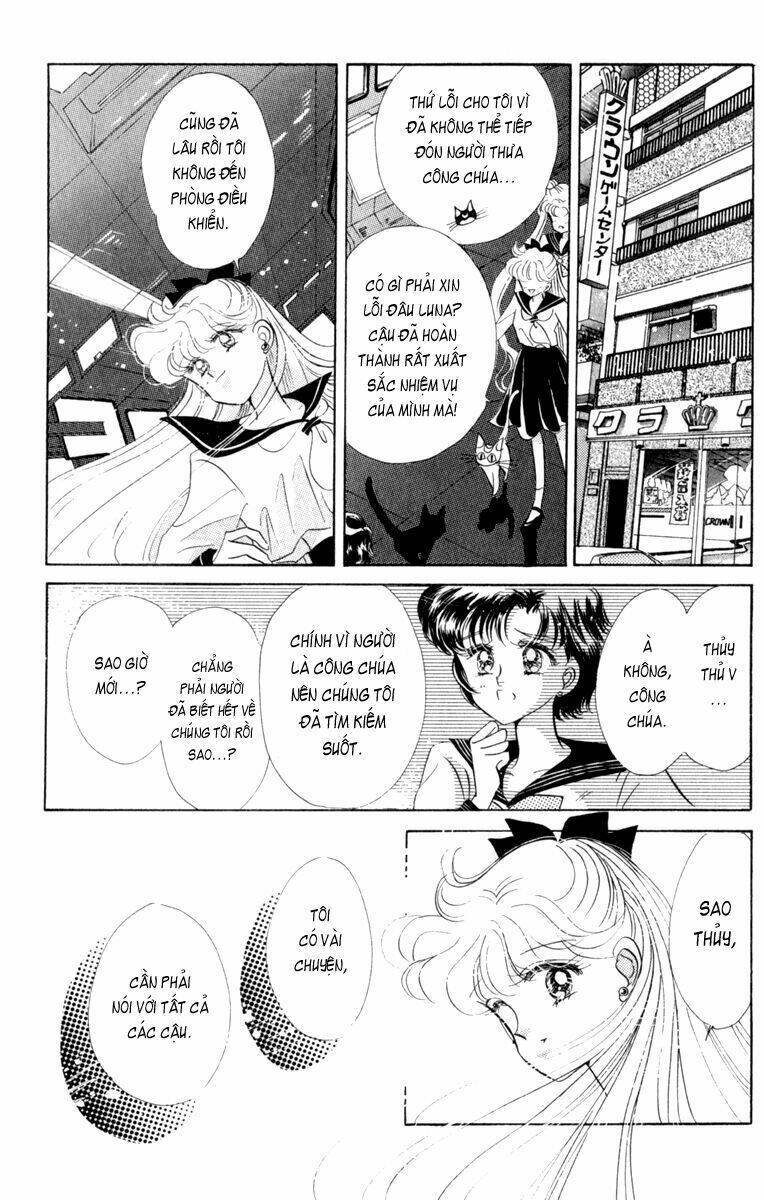 クラウンゲームセンター
クラ
CROWN
THỨ LỖI CHO TÔI VÌ
ĐÃ KHÔNG THỂ TIẾP
ĐÓN NGƯỜI THƯA
CÔNG CHÚA...
CÓ GÌ PHẢI XIN
LỖI ĐÂU LUNA?
CẬU ĐÃ HOÀN
THÀNH RẤT XUẤT
SẮC NHIỆM VỤ
CỦA MÌNH MÀ!
CŨNG ĐÃ
LÂU RỒI TÔI
KHÔNG ĐẾN
PHÒNG ĐIỀU
KHIỂN.
THỦY
THỦ V
...
À
KHÔNG,
CÔNG
CHÚA.
CHÍNH VÌ NGƯỜI
LÀ CÔNG CHÚA
NÊN CHÚNG TÔI
ĐÃ TÌM KIẾM
SUỐT.
CHẲNG
PHẢI NGƯỜI
ĐÃ BIẾT HẾT VỀ
CHÚNG TÔI RỒI
SAO...?
SAO GIỜ
MỚI...?
SAO
THỦY,
TÔI
CÓ VÀI
CHUYỆN,
CẦN PHẢI
NÓI VỚI TẤT CẢ
CÁC CẬU.